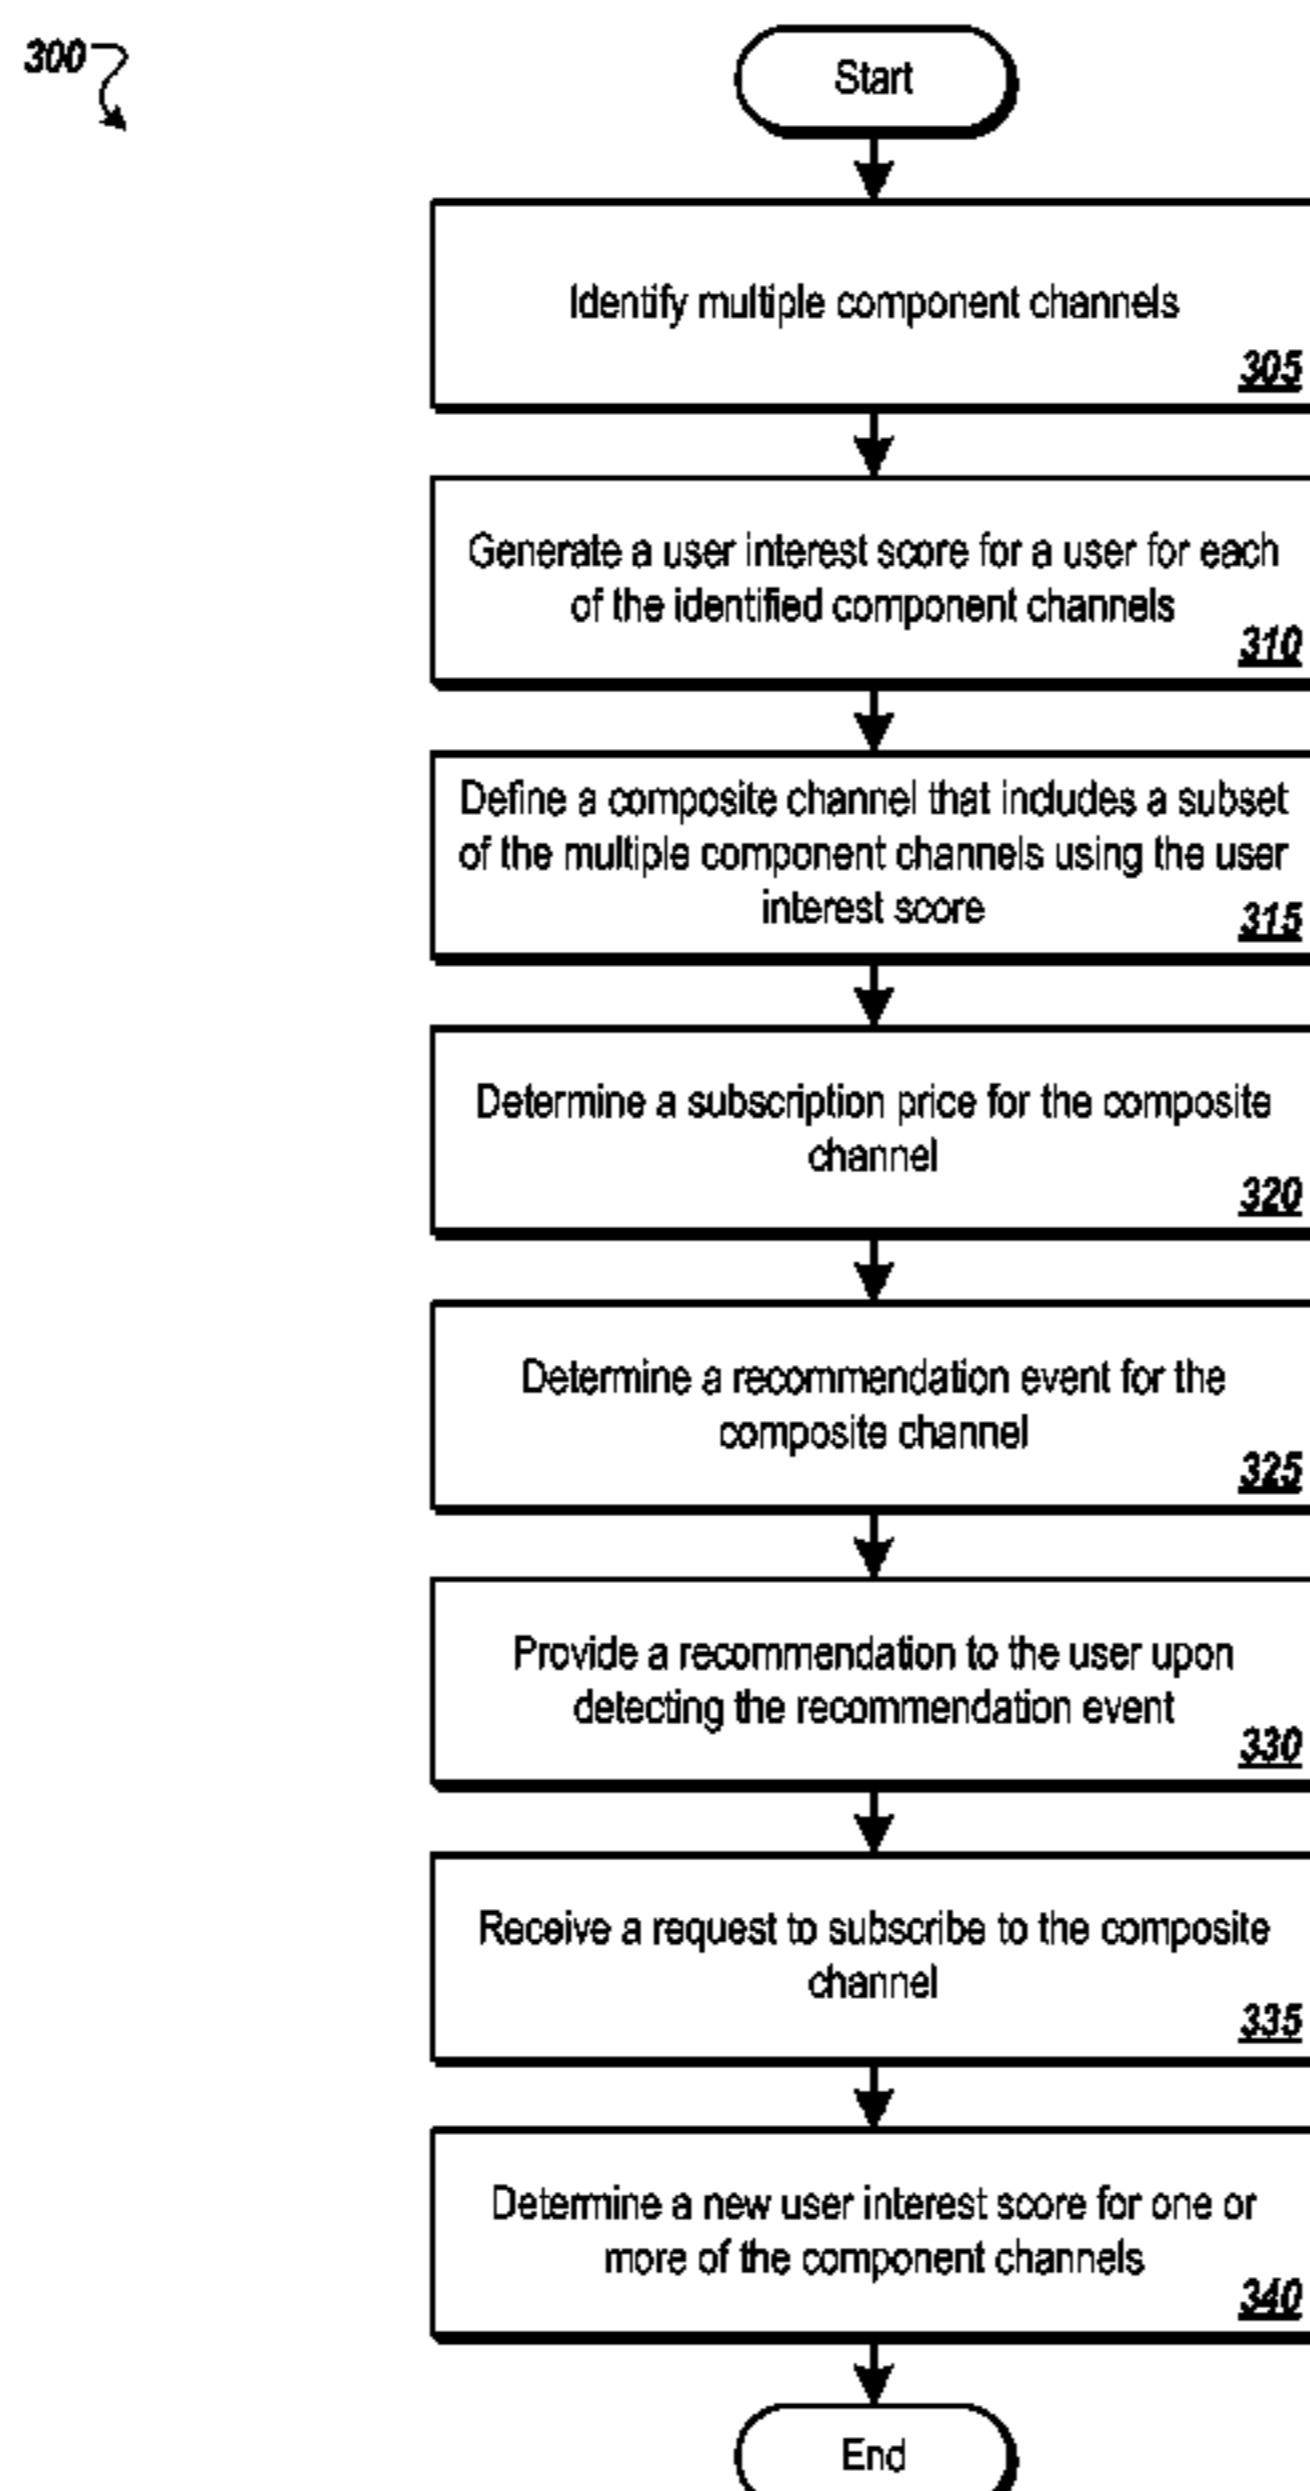 300
Start
Identify multiple component channels
305
Generate a user interest score for a user for each
of the identified component channels
310
Define a composite channel that includes a subset
of the multiple component channels using the user
interest score
315
Determine a subscription price for the composite
channel
320
Determine a recommendation event for the
composite channel
325
Provide a recommendation to the user upon
detecting the recommendation event
330
Receive a request to subscribe to the composite
channel
335
Determine a new user interest score for one or
more of the component channels
340
End